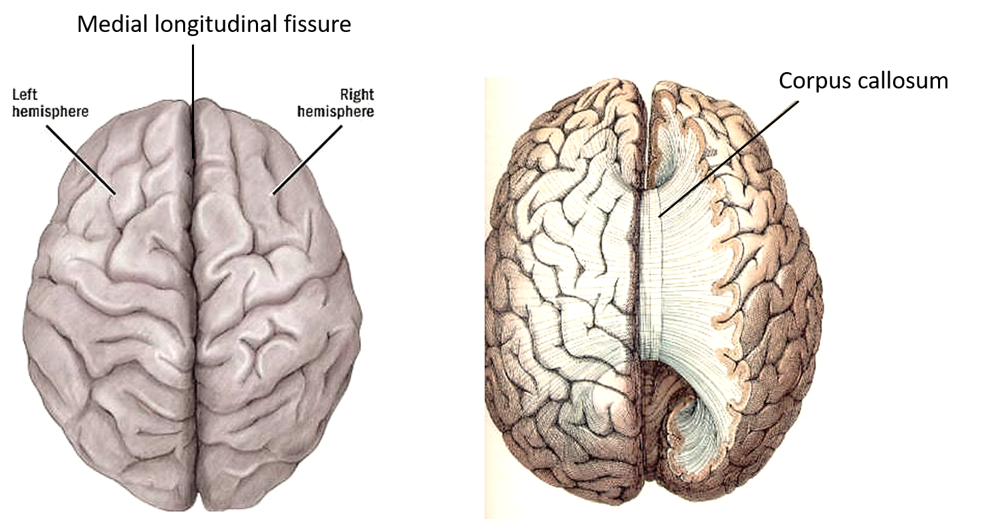 Medial longitudinal fissure
Left
hemisphere
Right
hemisphere
Corpus callosum